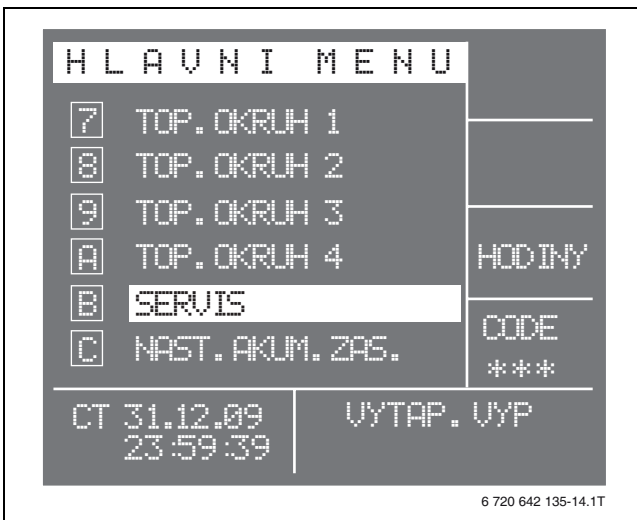 HLAVNI MENU
7 TOP.OKRUH 1
8 TOP.OKRUH 2
9 TOP.OKRUH 3
A TOP.OKRUH 4
B SERVIS
C NAST.AKUM.ZAS.
HODINY
CODE
***
CT 31.12.09
23:59:39
VYTAP. VYP
6 720 642 135-14.1T